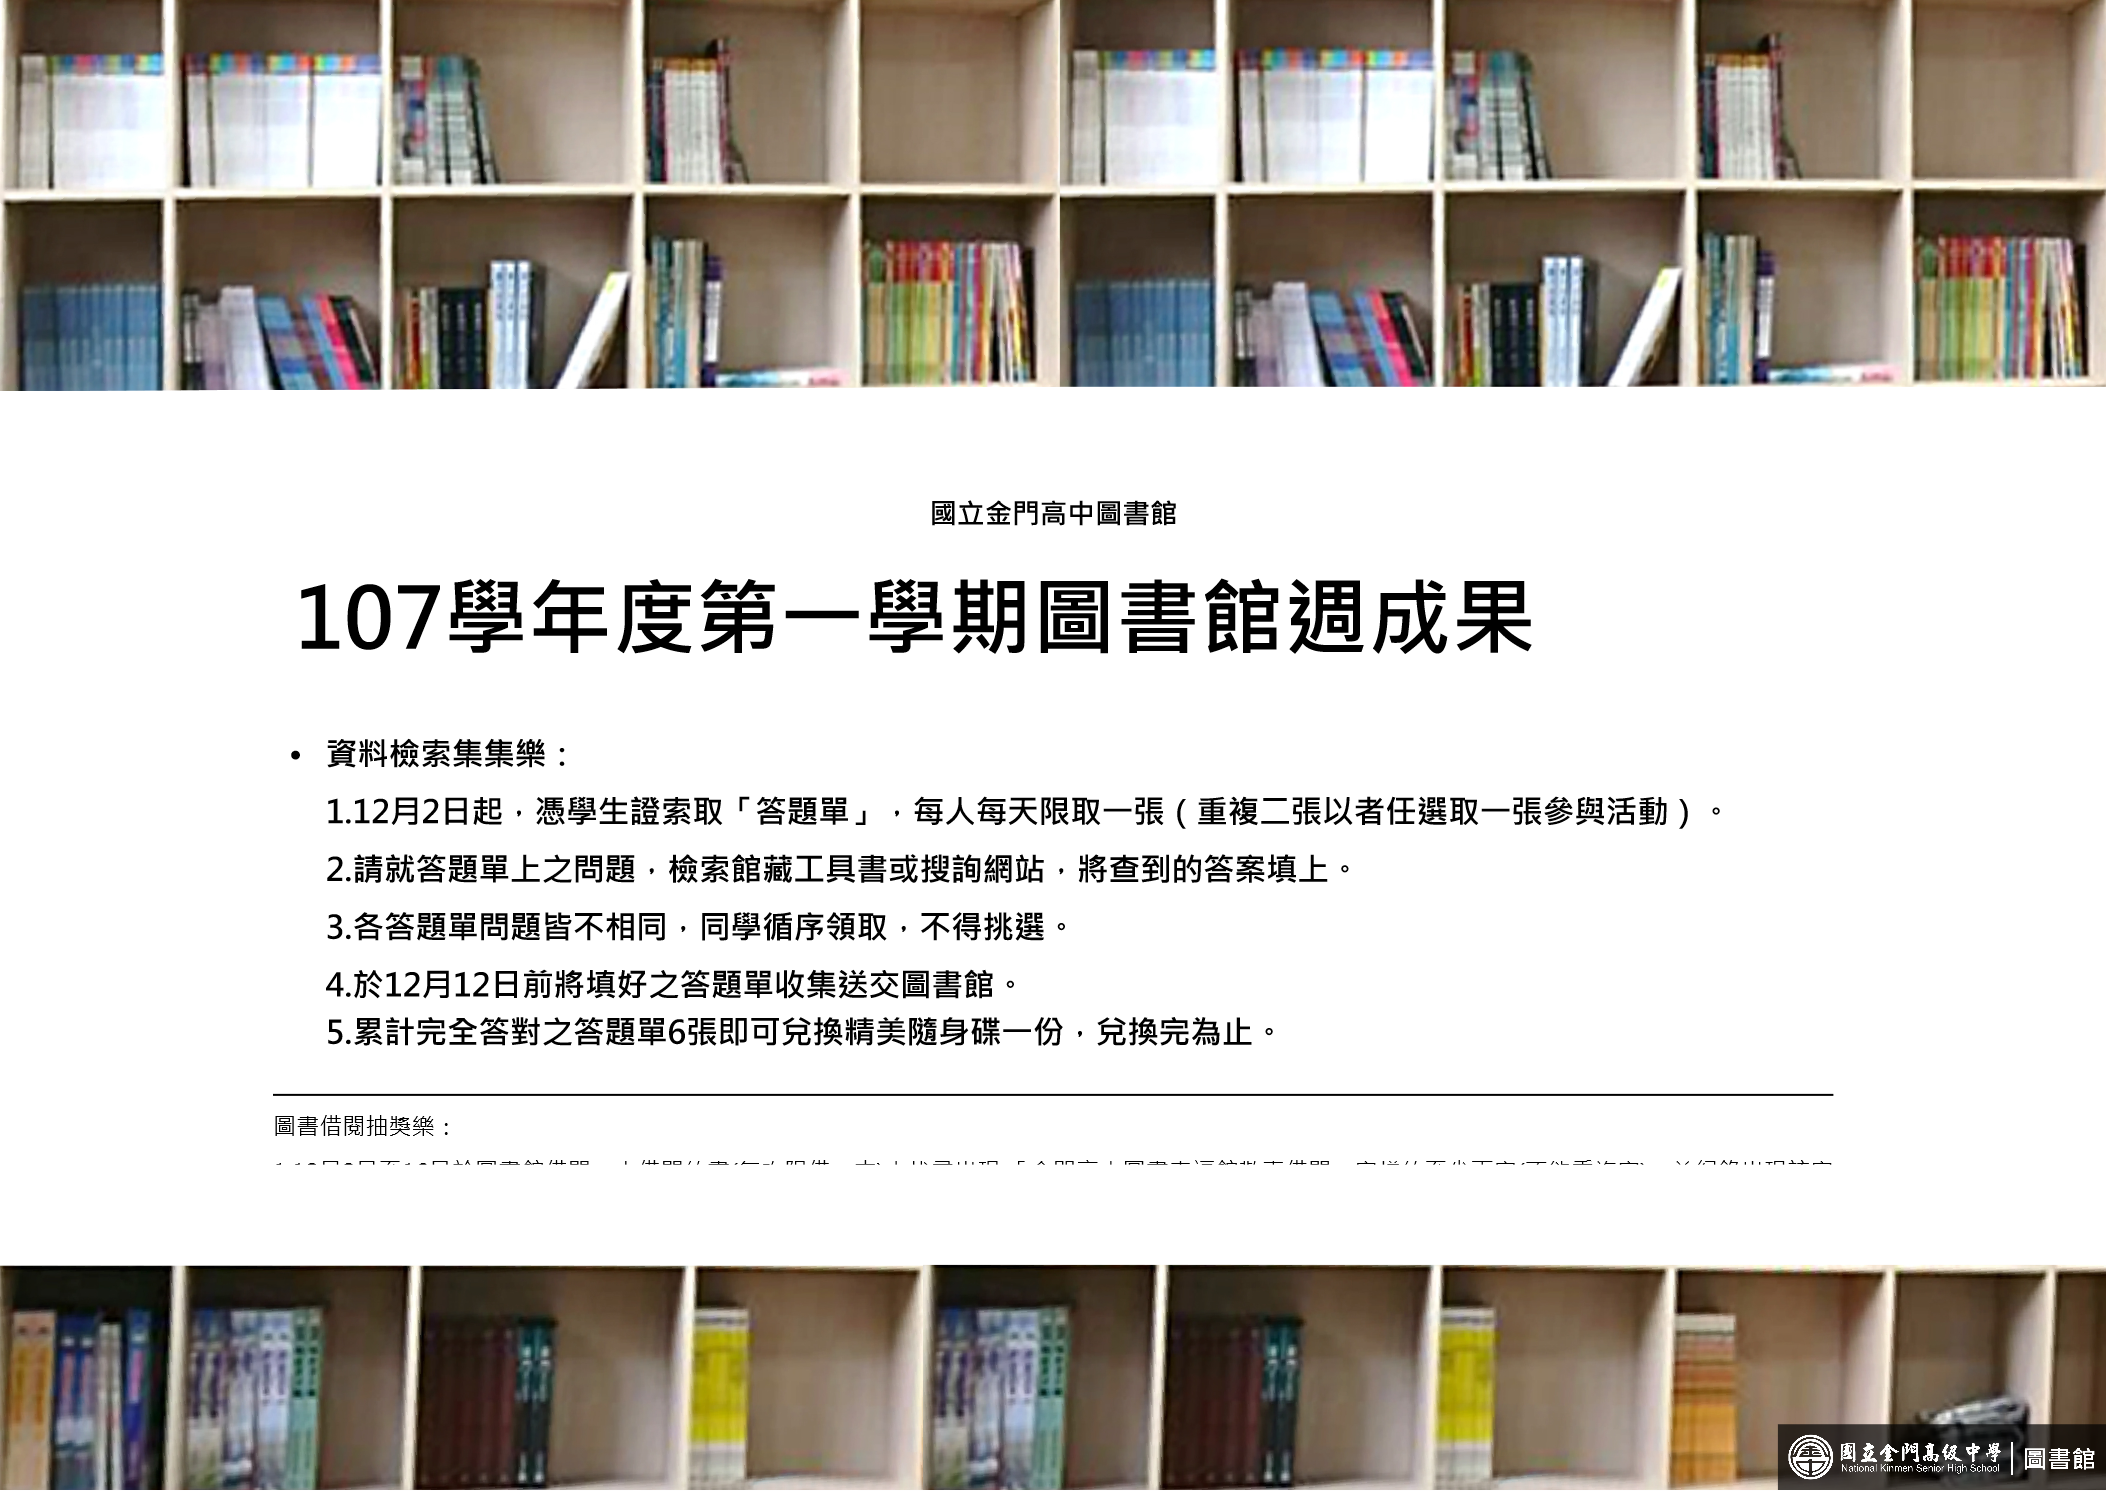 國立金門高中圖書館
107學年度第一學期圖書館週成果
• 資料檢索集集樂：
1.12月2日起，憑學生證索取「答題單」，每人每天限取一張（重複二張以者任選取一張參與活動）。
2.請就答題單上之問題，檢索館藏工具書或搜詢網站，將查到的答案填上。
3.各答題單問題皆不相同，同學循序領取，不得挑選。
4.於12月12日前將填好之答題單收集送交圖書館。
5.累計完全答對之答題單6張即可兌換精美隨身碟一份，兌換完為止。
圖書借閱抽獎樂：
國立金門高級中學
National Kinmen Senior High School
圖書館